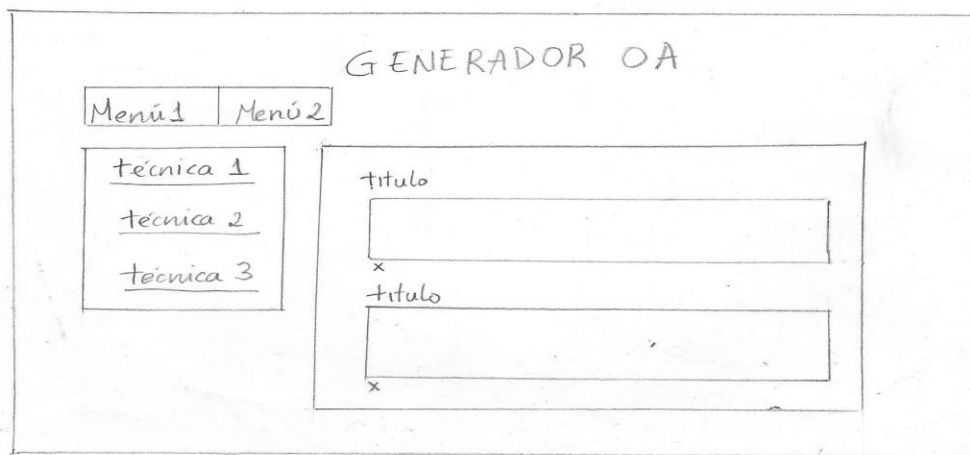 GENERADOR OA
Menú1 Menú2
técnica 1
técnica 2
técnica 3
titulo
x
titulo
x